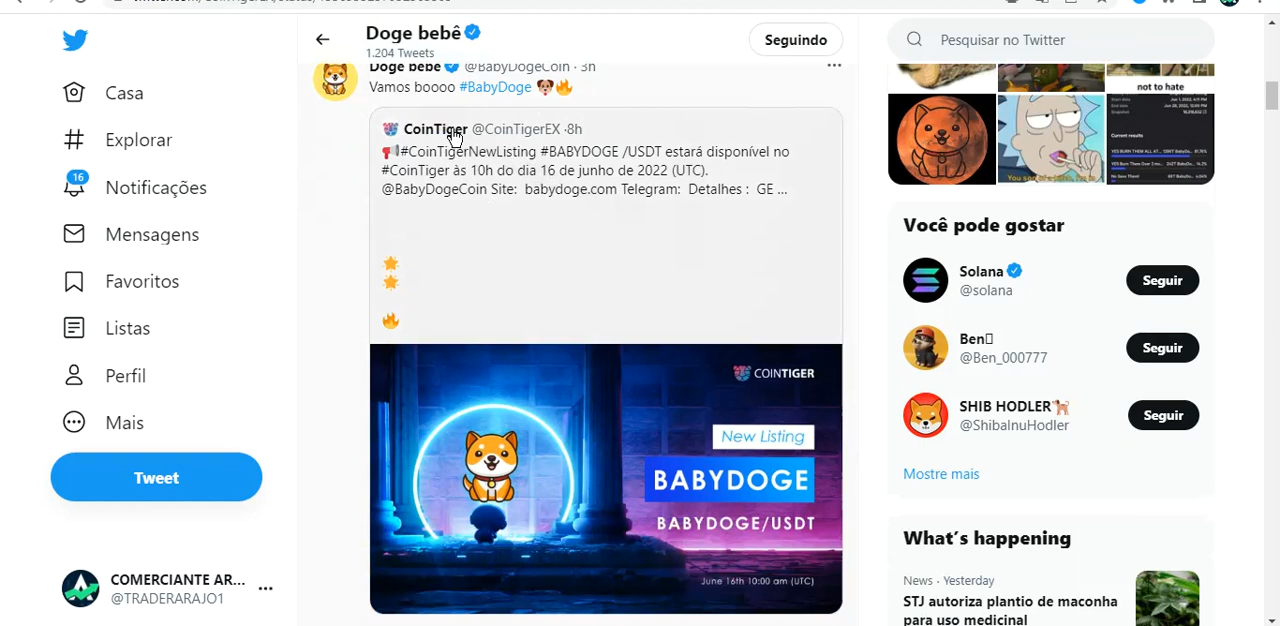 Doge bebê
1.204 Tweets
Seguindo
Pesquisar no Twitter
Casa
Explorar
16
Notificações
Mensagens
Favoritos
Listas
Perfil
Mais
Tweet
COMERCIANTE AR...
@TRADERARAJO1
Doge bebê @BabyDogeCoin · 3h
Vamos boooo #BabyDoge
CoinTiger @CoinTigerEX ·8h
#CoinTigerNewListing #BABYDOGE /USDT estará disponível no
#CoinTiger às 10h do dia 16 de junho de 2022 (UTC).
@BabyDogeCoin Site: babydoge.com Telegram: Detalhes : GE ...
COINTIGER
New Listing
BABYDOGE
BABYDOGE/USDT
June 16th 10:00 am (UTC)
not to hate
Current results
Você pode gostar
Solana
@solana
Seguir
Ben
@Ben_000777
Seguir
SHIB HODLER
@ShibaInuHodler
Seguir
Mostre mais
What's happening
News · Yesterday
STJ autoriza plantio de maconha
para uso medicinal